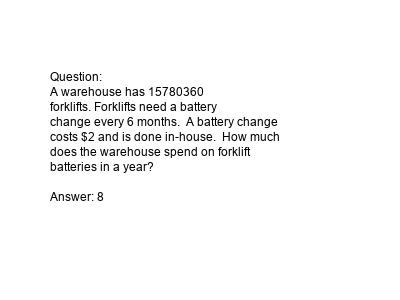 Question:
A warehouse has 15780360
forklifts. Forklifts need a battery
change every 6 months.  A battery change
costs $2 and is done in-house.  How much
does the warehouse spend on forklift
batteries in a year?

Answer: 8